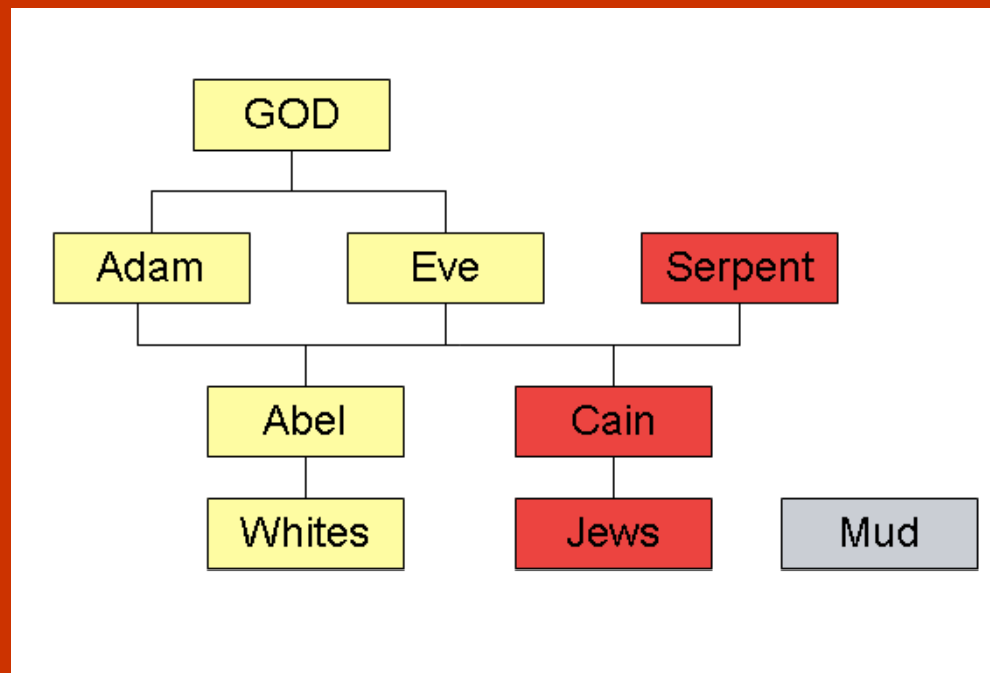 GOD
Adam
Eve
Serpent
Abel
Cain
Whites
Jews
Mud